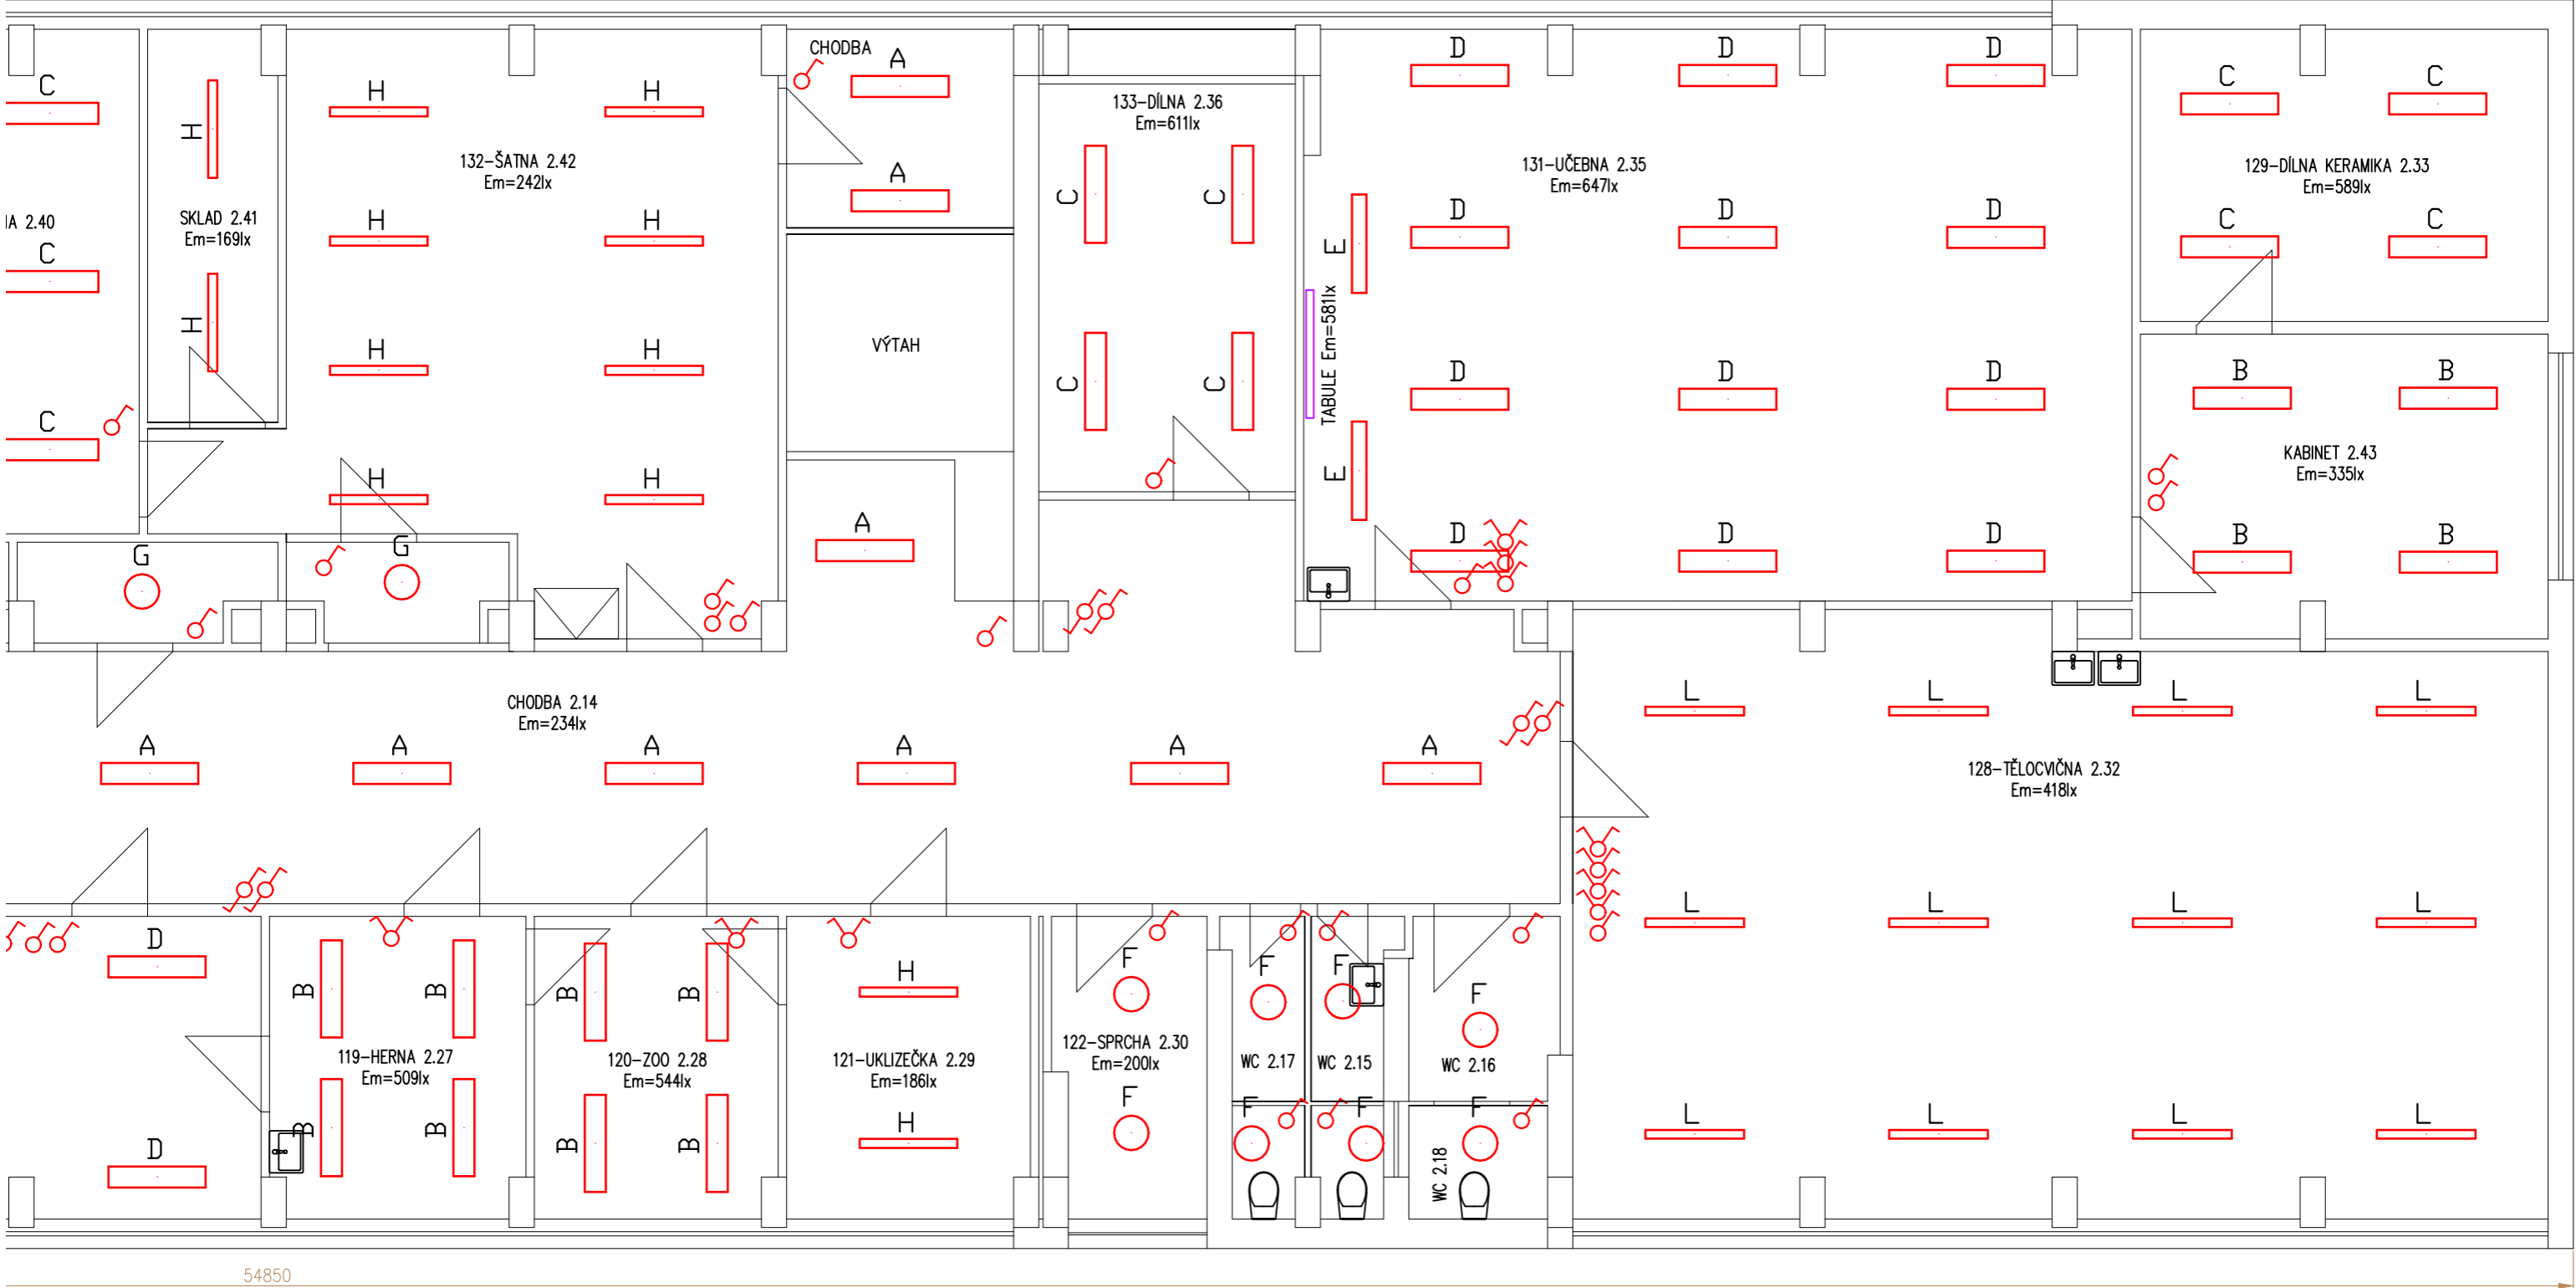 CHODBA
A
D
D
D
C
C
C
H
H
H
133-DÍLNA 2.36
Em=611lx
132-ŠATNA 2.42
Em=242lx
131-UČEBNA 2.35
Em=647lx
129-DÍLNA KERAMIKA 2.33
Em=589lx
H
A
C
C
SKLAD 2.41
Em=169lx
A 2.40
C
H
H
D
D
D
C
C
E
TABULE Em=581lx
H
H
H
VÝTAH
C
C
D
D
D
B
B
C
KABINET 2.43
Em=335lx
E
H
H
A
D
D
D
B
B
G
G
CHODBA 2.14
Em=234lx
L
L
L
L
A
A
A
A
A
A
128-TĚLOCVIČNA 2.32
Em=418lx
L
L
L
L
D
B
B
B
B
H
F
F
F
F
119-HERNA 2.27
Em=509lx
120-ZOO 2.28
Em=544lx
121-UKLIZEČKA 2.29
Em=186lx
122-SPRCHA 2.30
Em=200lx
WC 2.17
WC 2.15
WC 2.16
D
B
B
B
B
H
F
F
F
F
WC 2.18
L
L
L
L
54850